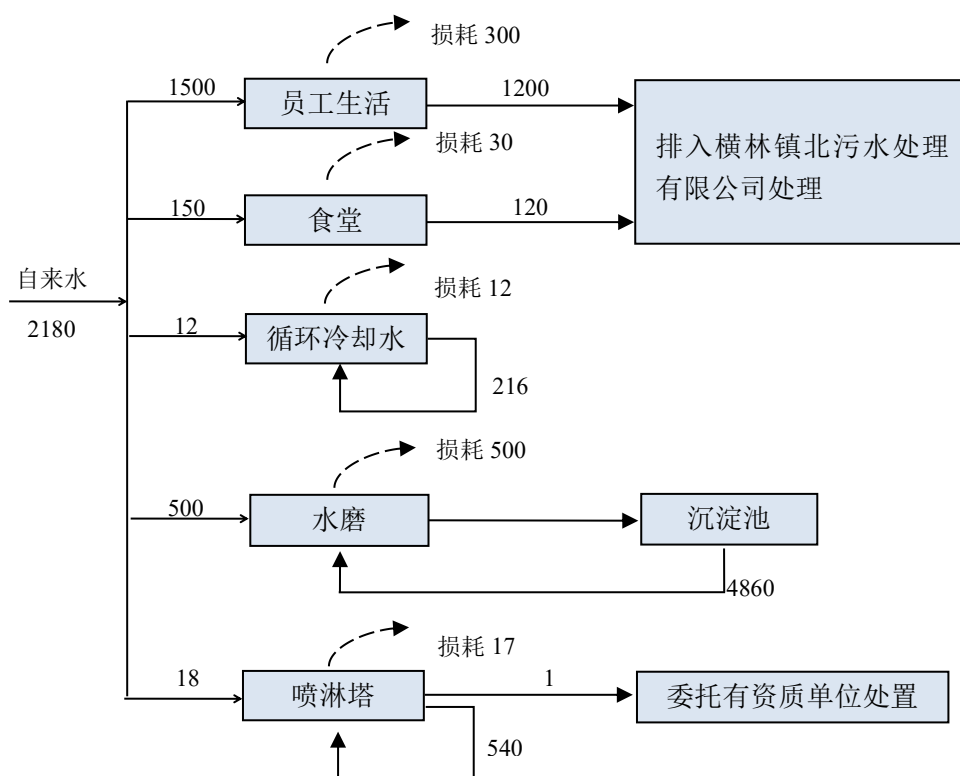 损耗 300
1500
员工生活
1200
排入横林镇北污水处理
有限公司处理
损耗 30
150
食堂
120
自来水
2180
损耗 12
12
循环冷却水
216
损耗 500
500
水磨
沉淀池
4860
损耗 17
18
喷淋塔
1
委托有资质单位处置
540